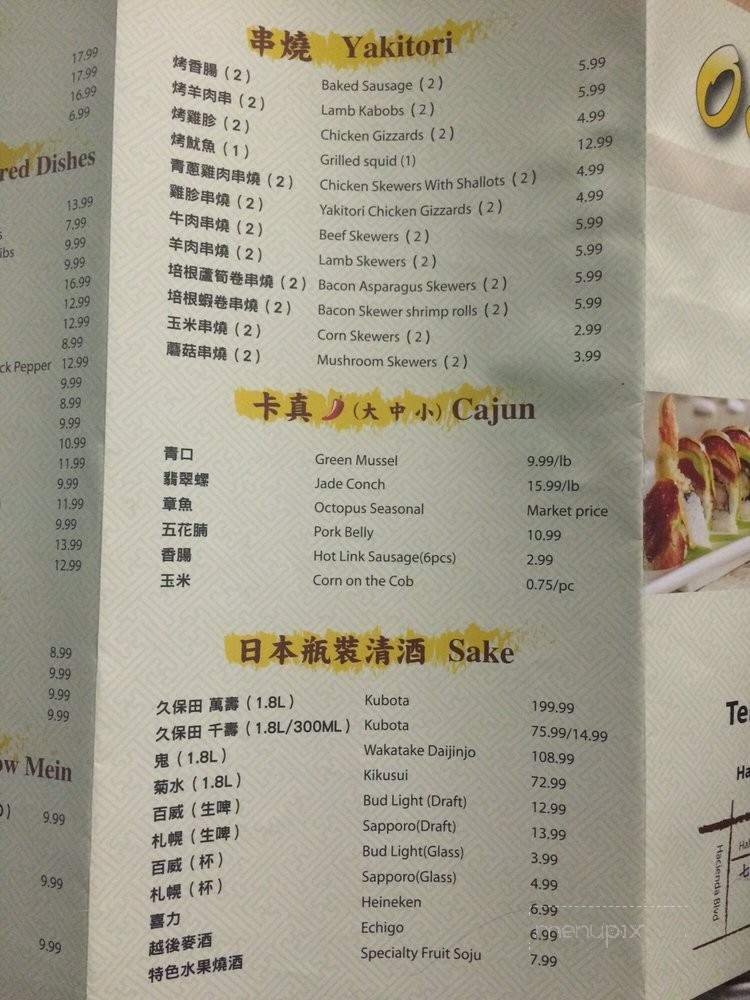 17.99
17.99
16.99
6.99
red Dishes
13.99
7.99
ibs 9.99
9.99
16.99
12.99
12.99
8.99
ck Pepper 12.99
9.99
8.99
9.99
10.99
11.99
9.99
11.99
9.99
13.99
12.99
8.99
9.99
9.99
9.99
ow Mein
9.99
9.99
9.99
串燒 Yakitori
烤香腸 (2) Baked Sausage (2) 5.99
烤羊肉串 (2) Lamb Kabobs (2) 5.99
烤雞胗 (2) Chicken Gizzards (2) 4.99
烤魷魚 (1) Grilled squid (1) 12.99
青蔥雞肉串燒 (2) Chicken Skewers With Shallots (2) 4.99
雞胗串燒 (2) Yakitori Chicken Gizzards (2) 4.99
牛肉串燒 (2) Beef Skewers (2) 5.99
羊肉串燒 (2) Lamb Skewers (2) 5.99
培根蘆筍卷串燒 (2) Bacon Asparagus Skewers (2) 5.99
培根蝦卷串燒 (2) Bacon Skewer shrimp rolls (2) 5.99
玉米串燒 (2) Corn Skewers (2) 2.99
蘑菇串燒 (2) Mushroom Skewers (2) 3.99
卡真 (大 中 小) Cajun
青口 Green Mussel 9.99/lb
翡翠螺 Jade Conch 15.99/lb
章魚 Octopus Seasonal Market price
五花腩 Pork Belly 10.99
香腸 Hot Link Sausage(6pcs) 2.99
玉米 Corn on the Cob 0.75/pc
日本瓶裝清酒 Sake
久保田 萬壽 (1.8L) Kubota 199.99
久保田 千壽 (1.8L/300ML) Kubota 75.99/14.99
鬼 (1.8L) Wakatake Daijinjo 108.99
菊水 (1.8L) Kikusui 72.99
百威 (生啤) Bud Light (Draft) 12.99
札幌 (生啤) Sapporo(Draft) 13.99
百威 (杯) Bud Light(Glass) 3.99
札幌 (杯) Sapporo(Glass) 4.99
喜力 Heineken 6.99
越後麥酒 Echigo 6.99
特色水果燒酒 Specialty Fruit Soju 7.99
menupix
Te
Ha
Hal
七
Hacienda Blvd